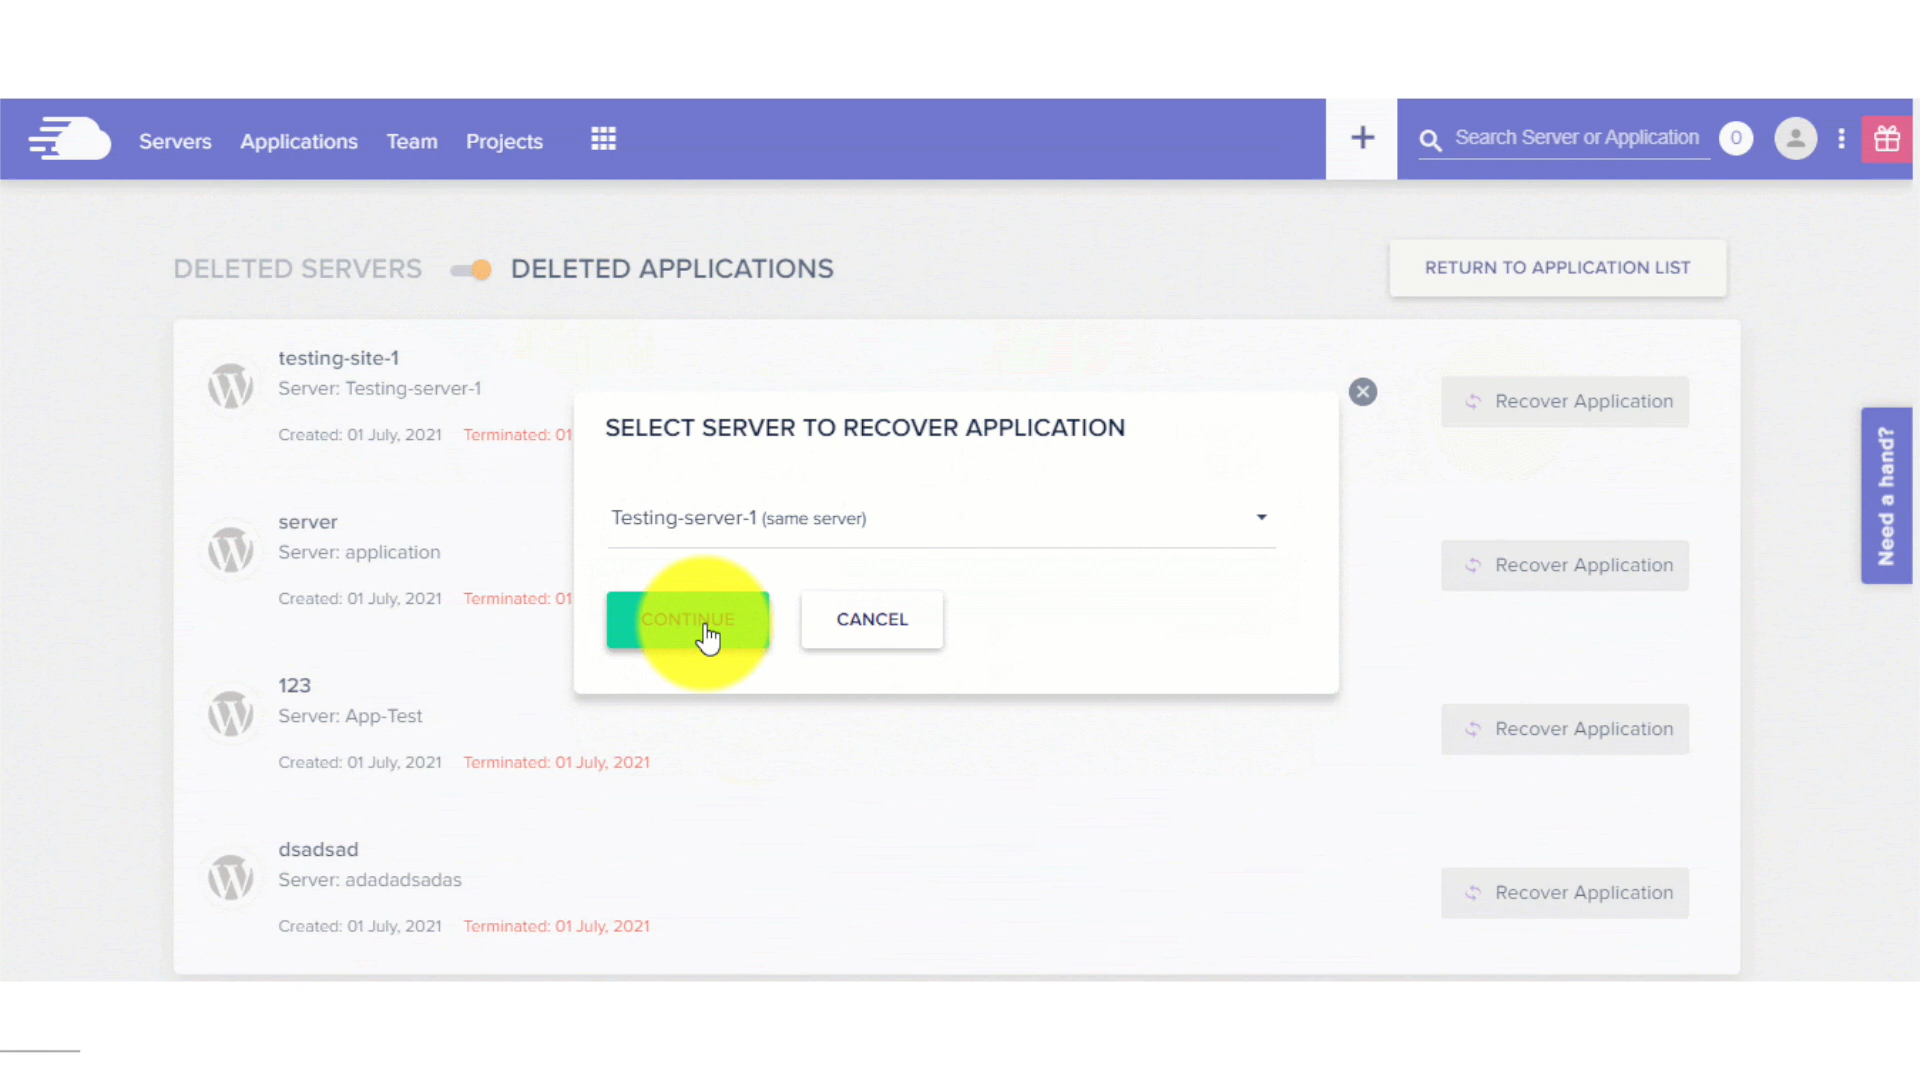 Servers Applications Team Projects
+ Search Server or Application 0
DELETED SERVERS DELETED APPLICATIONS
RETURN TO APPLICATION LIST
testing-site-1
Server: Testing-server-1
Created: 01 July, 2021 Terminated: 01
Recover Application
SELECT SERVER TO RECOVER APPLICATION
Testing-server-1 (same server)
CONTINUE CANCEL
server
Server: application
Created: 01 July, 2021 Terminated: 01
Recover Application
Need a hand?
123
Server: App-Test
Created: 01 July, 2021 Terminated: 01 July, 2021
Recover Application
dsadsad
Server: adadadsadas
Created: 01 July, 2021 Terminated: 01 July, 2021
Recover Application